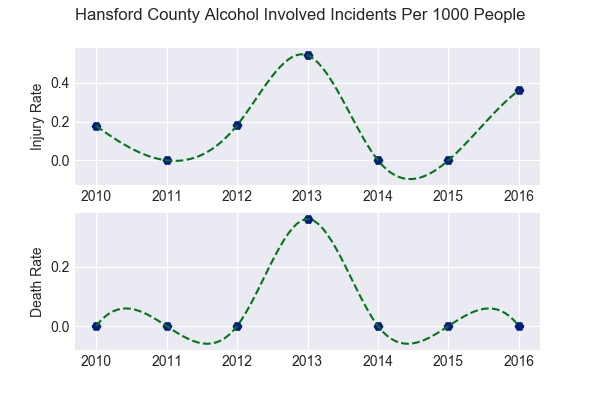 Hansford County Alcohol Involved Incidents Per 1000 People
Injury Rate
0.4
0.2
0.0
2010 2011 2012 2013 2014 2015 2016
Death Rate
0.2
0.0
2010 2011 2012 2013 2014 2015 2016